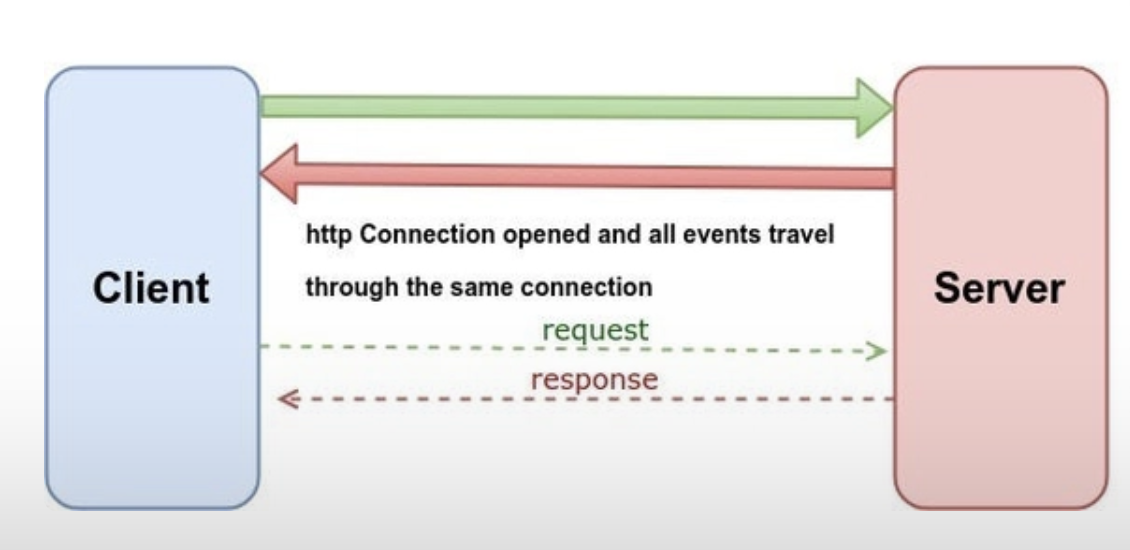 http Connection opened and all events travel
through the same connection
Client
Server
request
response